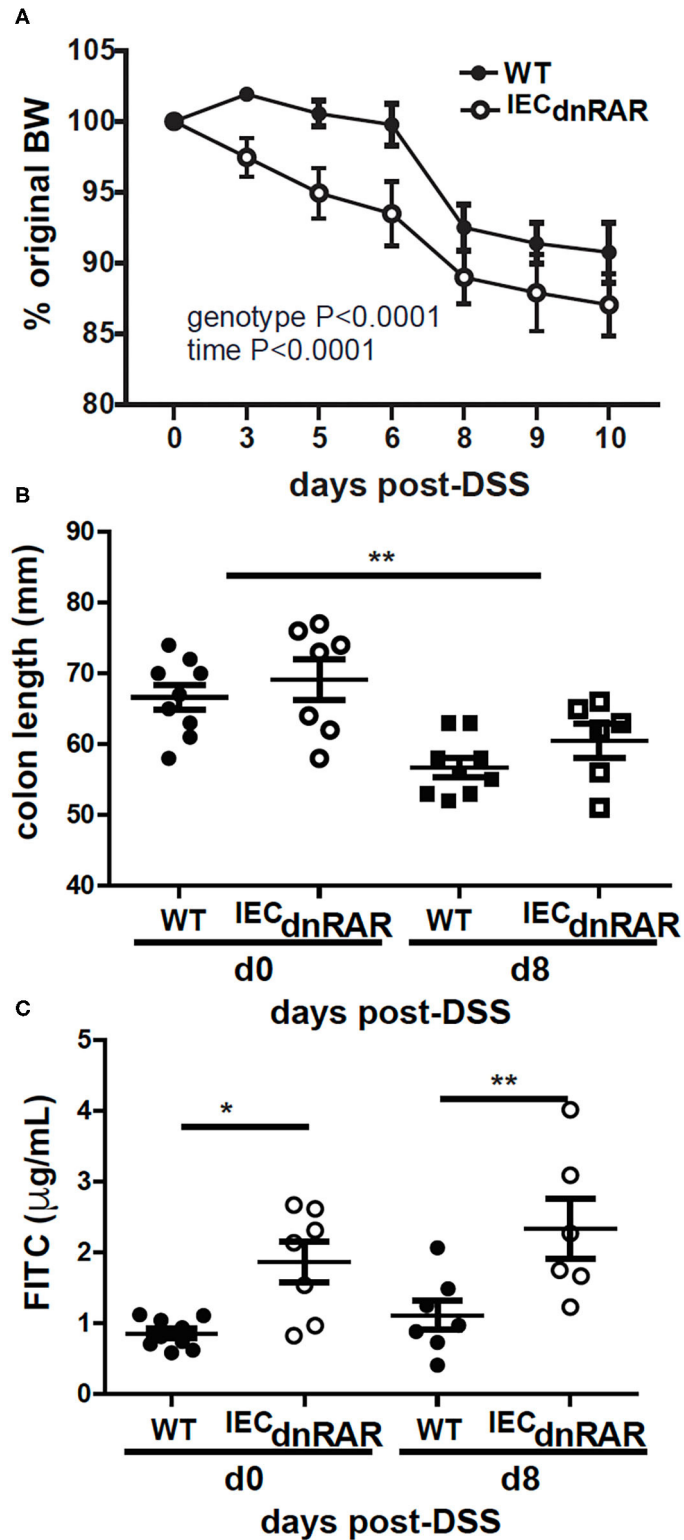 A
105
100
95
90
85
80
% original BW
WT
IECdnRAR
genotype P<0.0001
time P<0.0001
0 3 5 6 8 9 10
days post-DSS
B
90
80
70
60
50
40
colon length (mm)
**
WT IECdnRAR WT IECdnRAR
d0 d8
days post-DSS
C
5
4
3
2
1
0
FITC (μg/mL)
* **
WT IECdnRAR WT IECdnRAR
d0 d8
days post-DSS